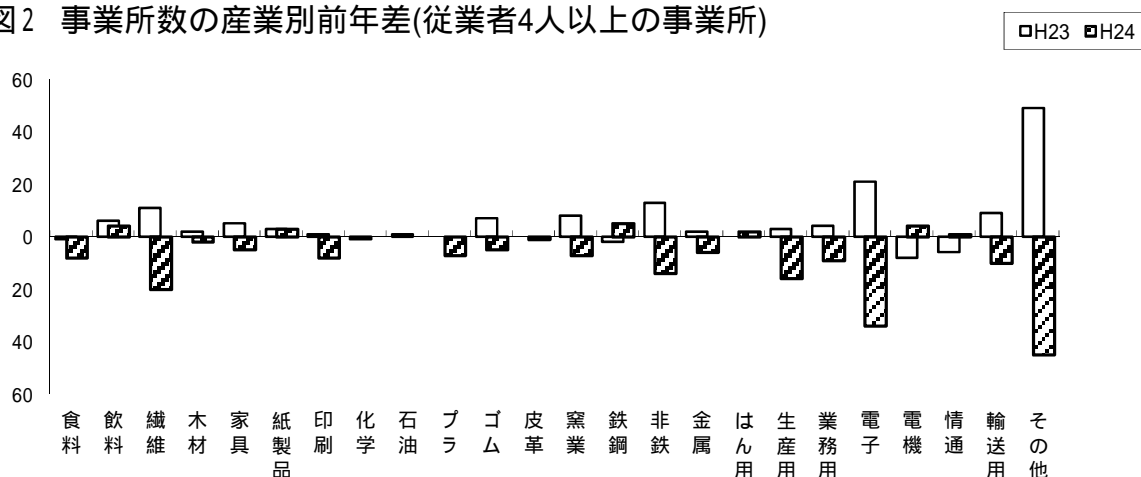 図2 事業所数の産業別前年差(従業者4人以上の事業所)
H23 H24
60
40
20
0
20
40
60
食料
飲料
繊維
木材
家具
紙製品
印刷
化学
石油
プラ
ゴム
皮革
窯業
鉄鋼
非鉄
金属
はん用
生産用
業務用
電子
電機
情通
輸送用
その他